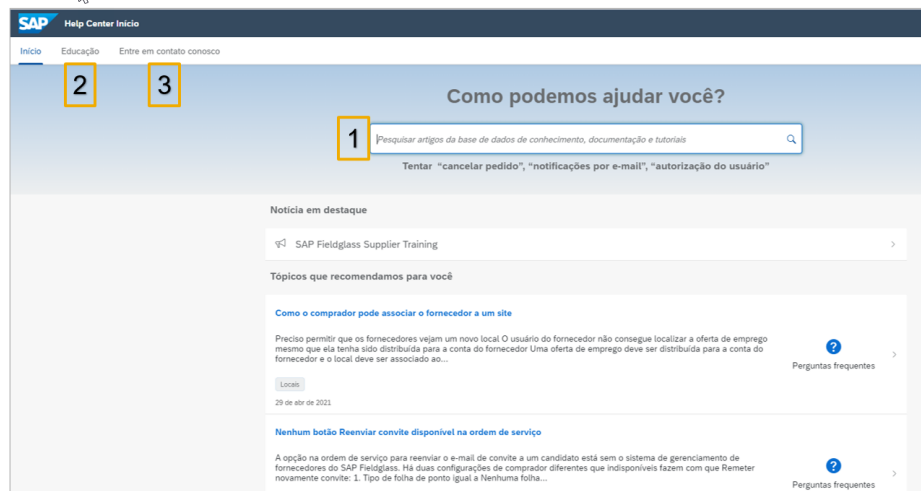 SAP Help Center Início
Início Educação Entre em contato conosco
2 3
Como podemos ajudar você?
1
Pesquisar artigos da base de dados de conhecimento, documentação e tutoriais
Tentar “cancelar pedido”, “notificações por e-mail”, “autorização do usuário”
Notícia em destaque
SAP Fieldglass Supplier Training
Tópicos que recomendamos para você
Como o comprador pode associar o fornecedor a um site
Preciso permitir que os fornecedores vejam um novo local O usuário do fornecedor não consegue localizar a oferta de emprego
mesmo que ela tenha sido distribuída para a conta do fornecedor Uma oferta de emprego deve ser distribuída para a conta do
fornecedor e o local deve ser associado ao...
Perguntas frequentes
Locais
29 de abr de 2021
Nenhum botão Reenviar convite disponível na ordem de serviço
A opção na ordem de serviço para reenviar o e-mail de convite a um candidato está sem o sistema de gerenciamento de
fornecedores do SAP Fieldglass. Há duas configurações de comprador diferentes que indisponíveis fazem com que Remeter
novamente convite: 1. Tipo de folha de ponto igual a Nenhuma folha...
Perguntas frequentes